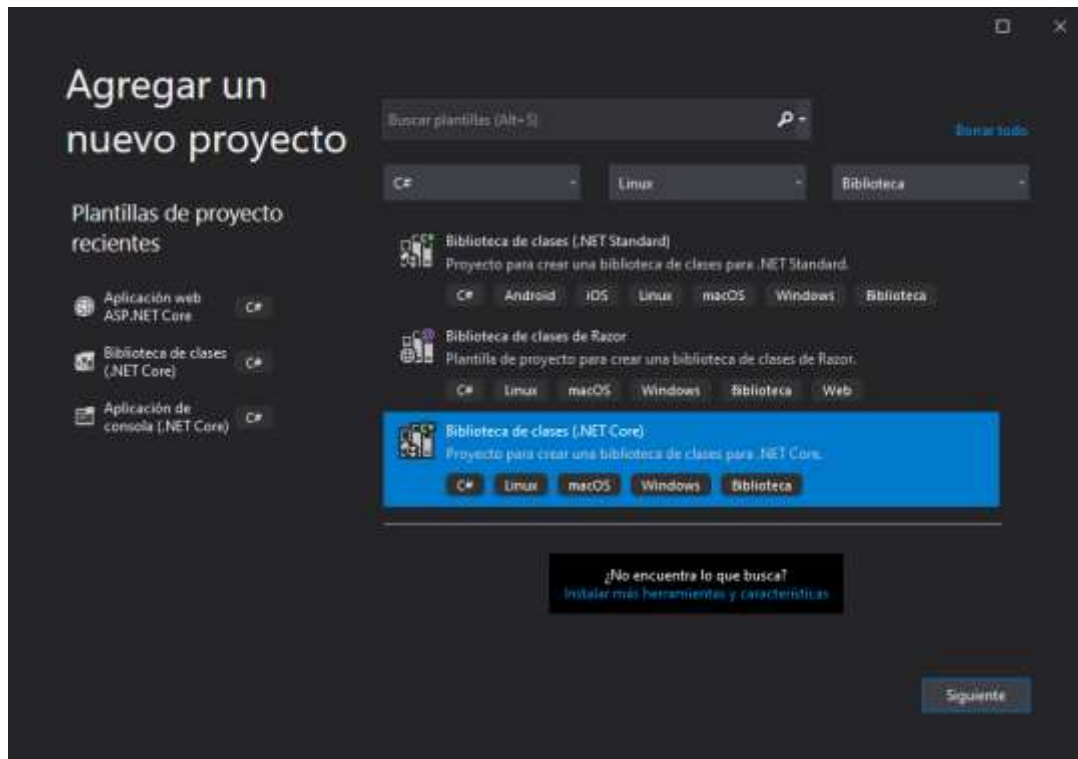 Agregar un
nuevo proyecto
Buscar plantillas (Alt+S)
Borrar todo
C#
Linux
Biblioteca
Plantillas de proyecto
recientes
Aplicación web
ASP.NET Core
C#
Biblioteca de clases
(.NET Core)
C#
Aplicación de
consola (.NET Core)
C#
Biblioteca de clases (.NET Standard)
Proyecto para crear una biblioteca de clases para .NET Standard.
C# Android iOS Linux macOS Windows Biblioteca
Biblioteca de clases de Razor
Plantilla de proyecto para crear una biblioteca de clases de Razor.
C# Linux macOS Windows Biblioteca Web
Biblioteca de clases (.NET Core)
Proyecto para crear una biblioteca de clases para .NET Core.
C# Linux macOS Windows Biblioteca
¿No encuentra lo que busca?
Instalar más herramientas y características
Siguiente